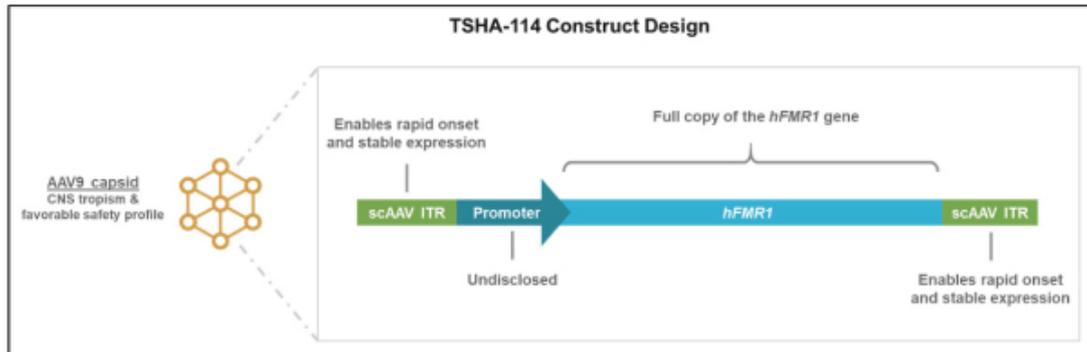 TSHA-114 Construct Design
Enables rapid onset
and stable expression
Full copy of the hFMR1 gene
AAV9 capsid
CNS tropism &
favorable safety profile
scAAV ITR
Promoter
hFMR1
scAAV ITR
Undisclosed
Enables rapid onset
and stable expression